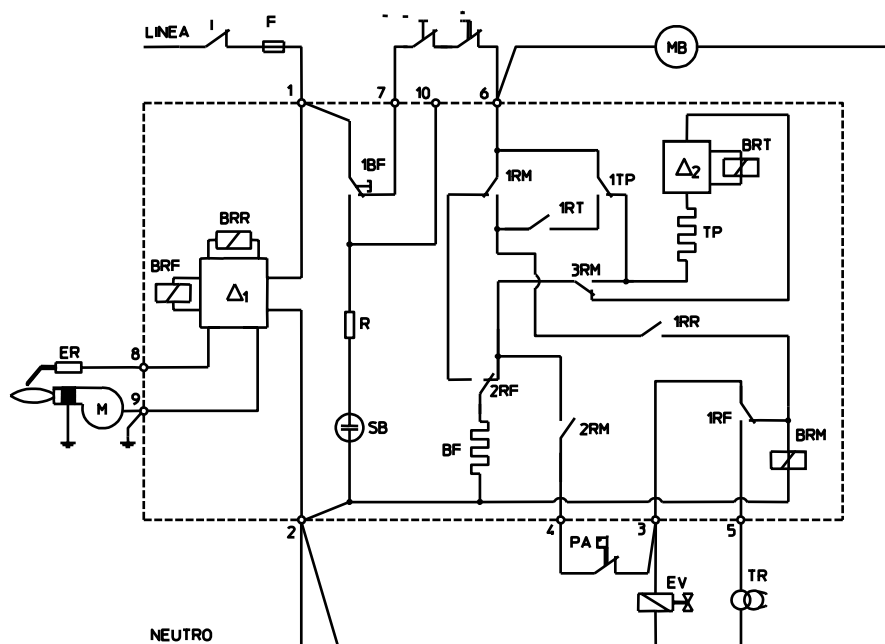 LINEA
I
F
MB
1
7
10
6
1BF
1RM
1TP
BRT
Δ2
1RT
TP
BRR
BRF
Δ1
3RM
R
1RR
ER
8
9
M
2RF
SB
BF
2RM
1RF
BRM
2
4
3
5
PA
EV
TR
NEUTRO